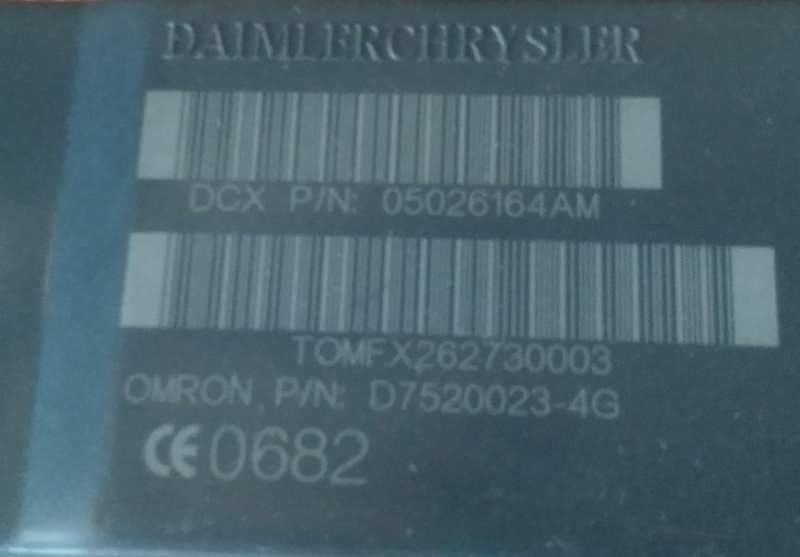 DAIMLERCHRYSLER
DCX P/N: 05026164AM
TOMFX262730003
OMRON P/N: D7520023-4G
CE0682